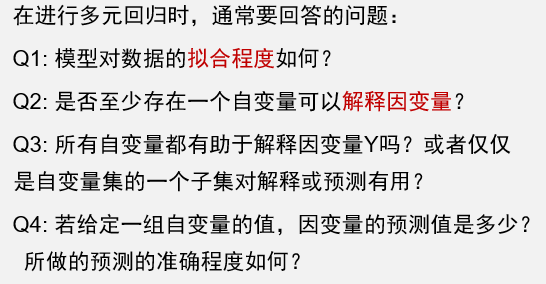 在进行多元回归时，通常要回答的问题：
Q1: 模型对数据的拟合程度如何？
Q2: 是否至少存在一个自变量可以解释因变量？
Q3: 所有自变量都有助于解释因变量Y吗？或者仅仅
是自变量集的一个子集对解释或预测有用？
Q4: 若给定一组自变量的值，因变量的预测值是多少？
所做的预测的准确程度如何？